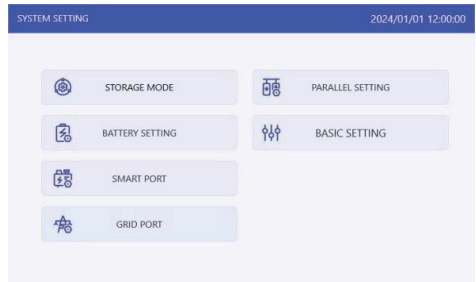 SYSTEM SETTING
2024/01/01 12:00:00
STORAGE MODE
PARALLEL SETTING
BATTERY SETTING
BASIC SETTING
SMART PORT
GRID PORT